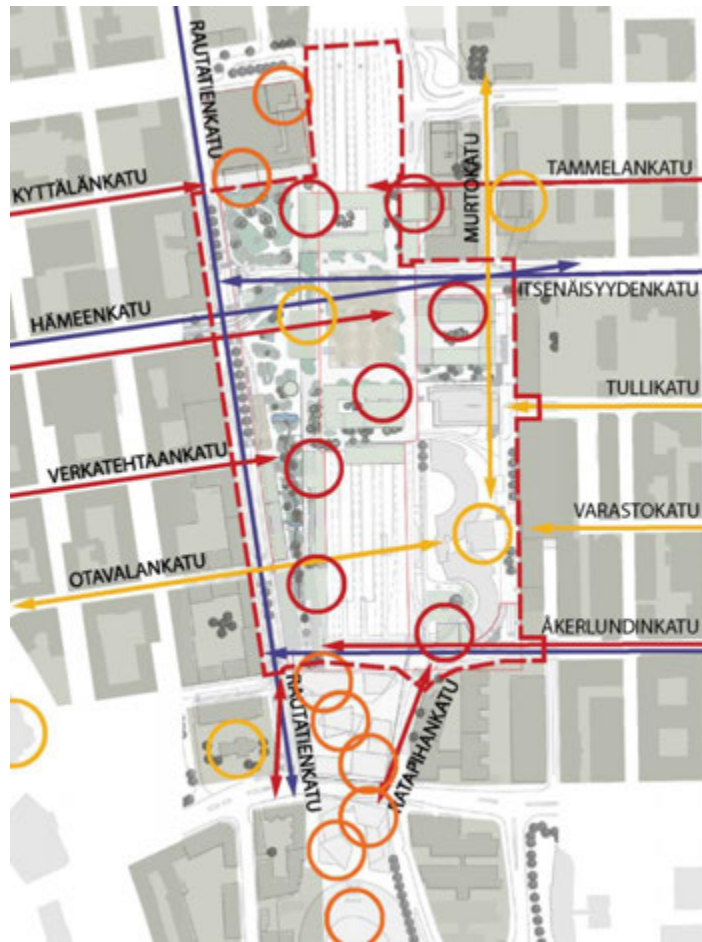 RAUTATIENKATU
KYTTÄLÄNKATU
TAMMELANKATU
MURTOKATU
ITSENÄISYYDENKATU
HÄMEENKATU
TULLIKATU
VERKATEHTAANKATU
VARASTOKATU
OTAVALANKATU
ÅKERLUNDINKATU
RAUTATIENKATU
RATAPIHANKATU